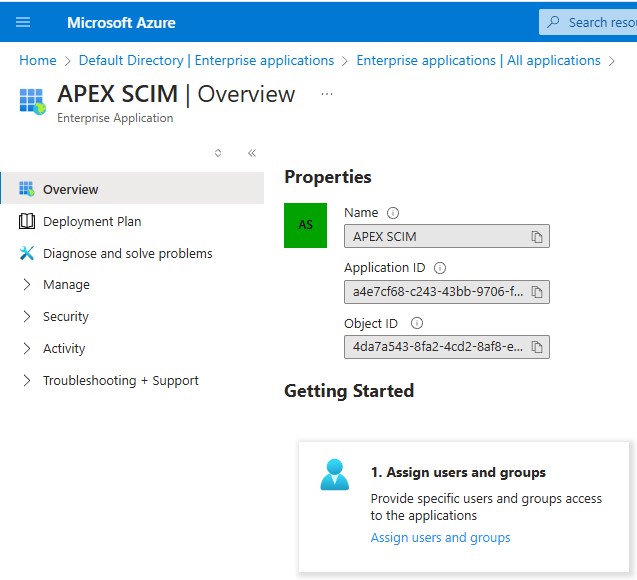 Microsoft Azure
Search resou
Home > Default Directory | Enterprise applications > Enterprise applications | All applications >
APEX SCIM | Overview ...
Enterprise Application
Overview
Deployment Plan
Diagnose and solve problems
Manage
Security
Activity
Troubleshooting + Support
Properties
AS
Name
APEX SCIM
Application ID
a4e7cf68-c243-43bb-9706-f...
Object ID
4da7a543-8fa2-4cd2-8af8-e...
Getting Started
1. Assign users and groups
Provide specific users and groups access
to the applications
Assign users and groups